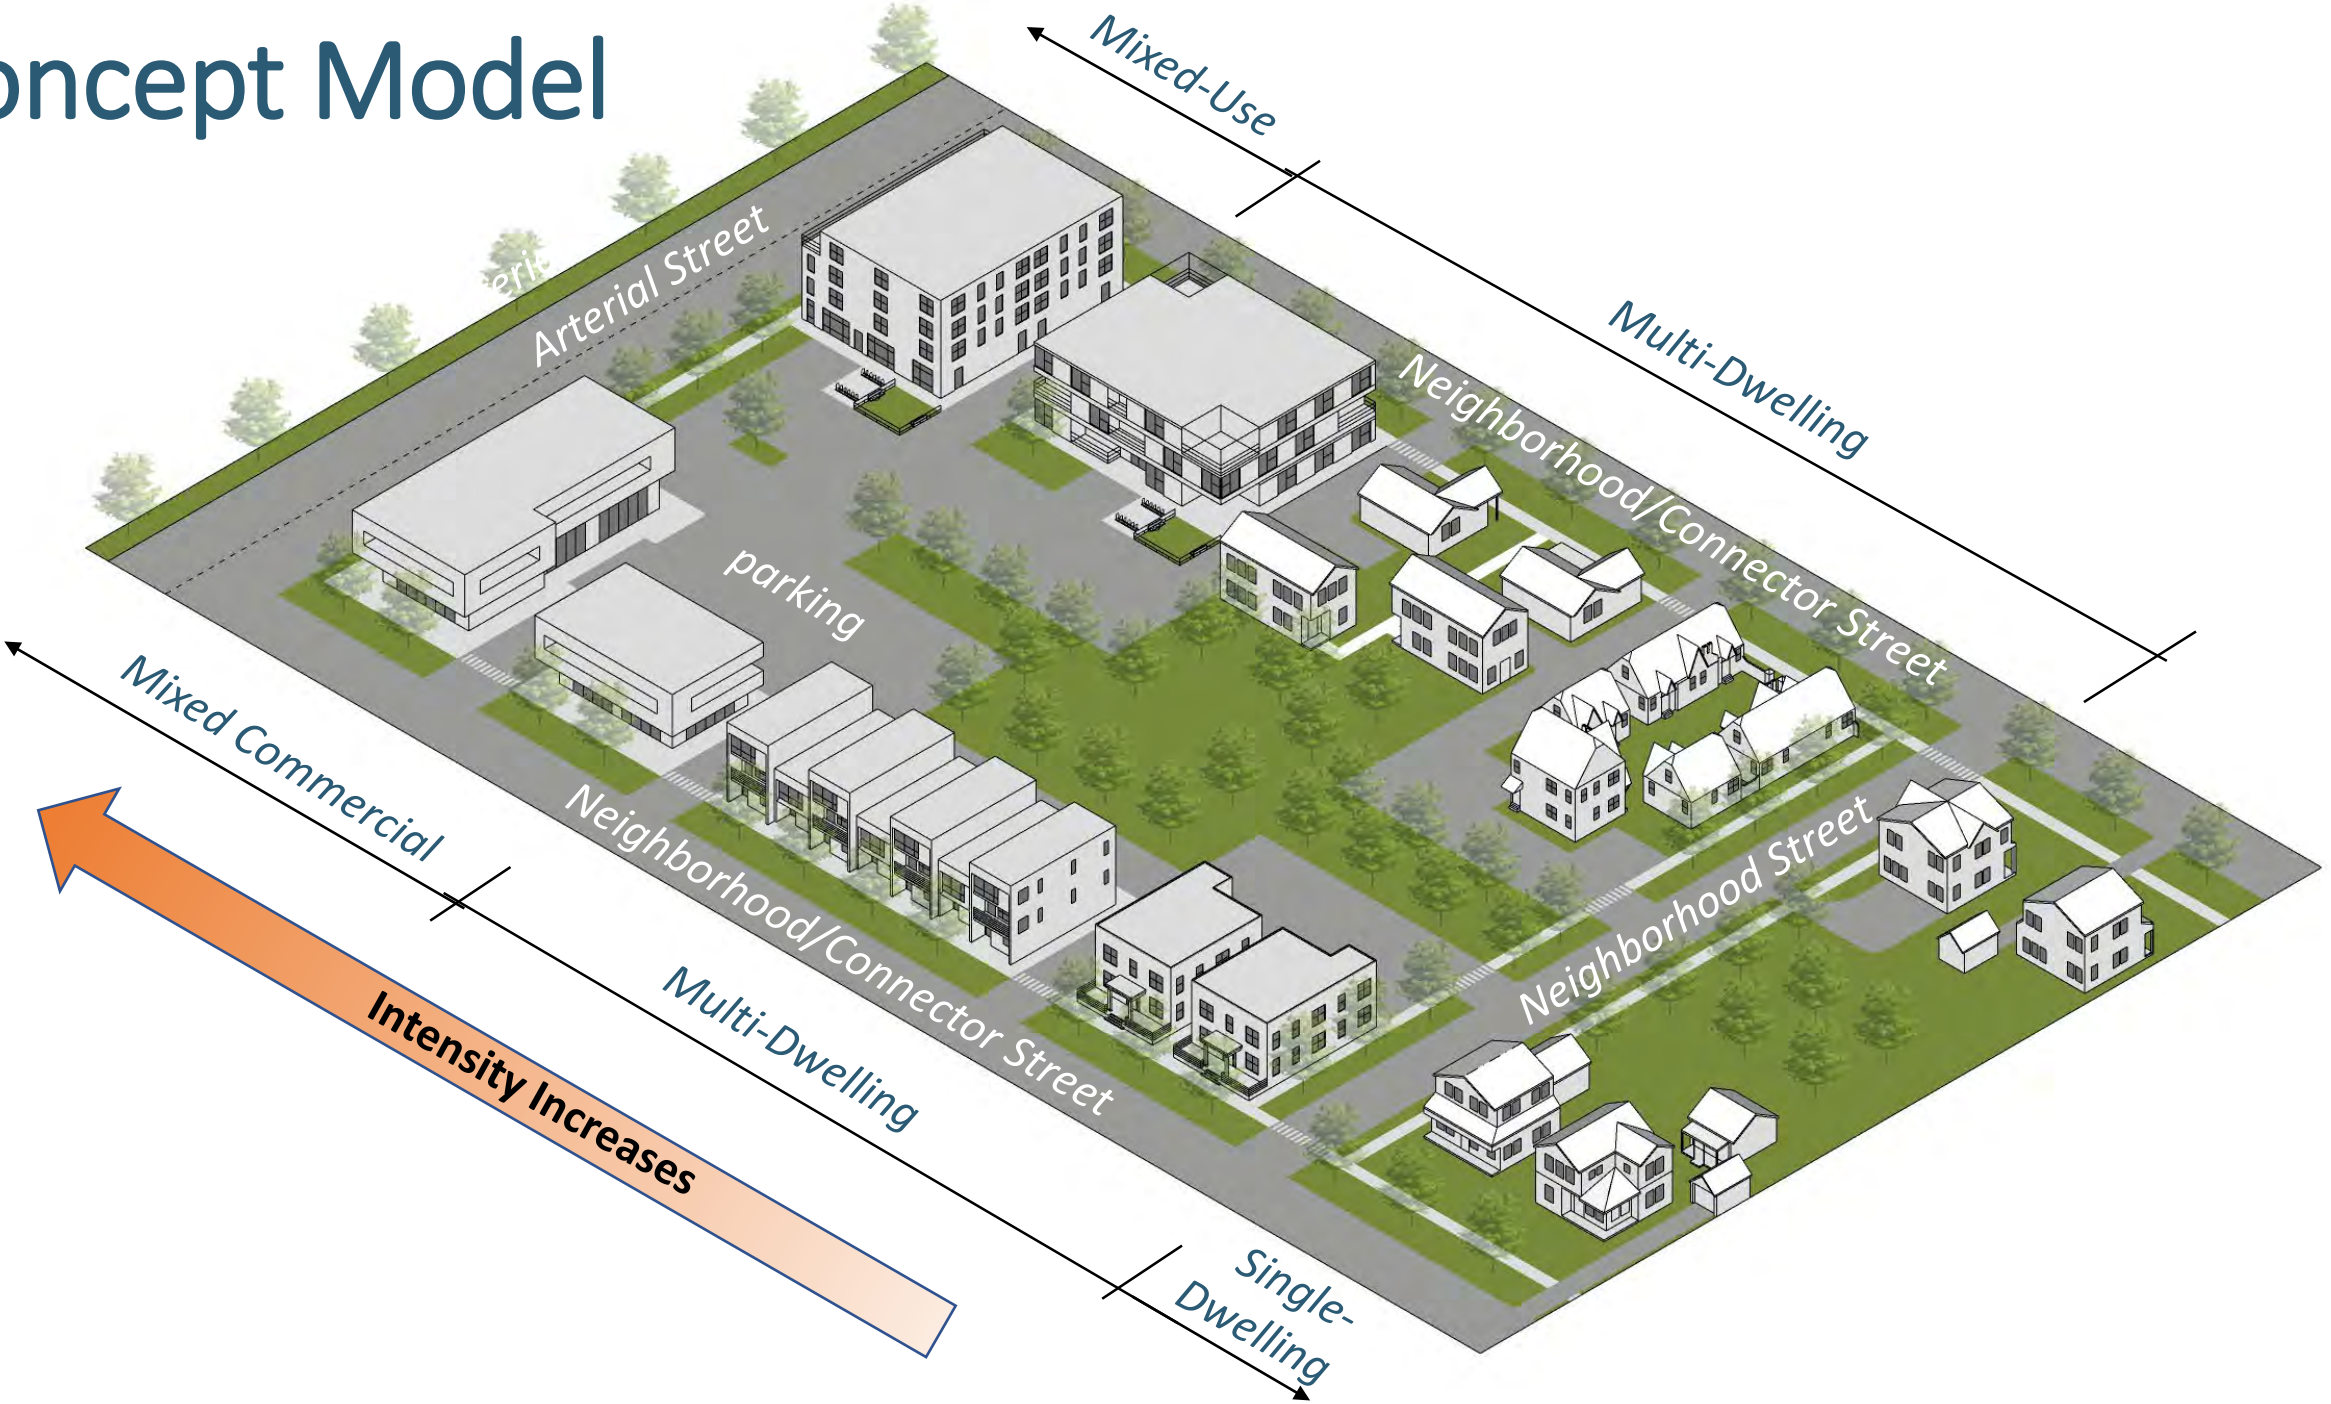 oncept Model
Mixed-Use
Arterial Street
Multi-Dwelling
Neighborhood/Connector Street
parking
Mixed Commercial
Neighborhood/Connector Street
Neighborhood Street
Multi-Dwelling
Intensity Increases
Single-
Dwelling